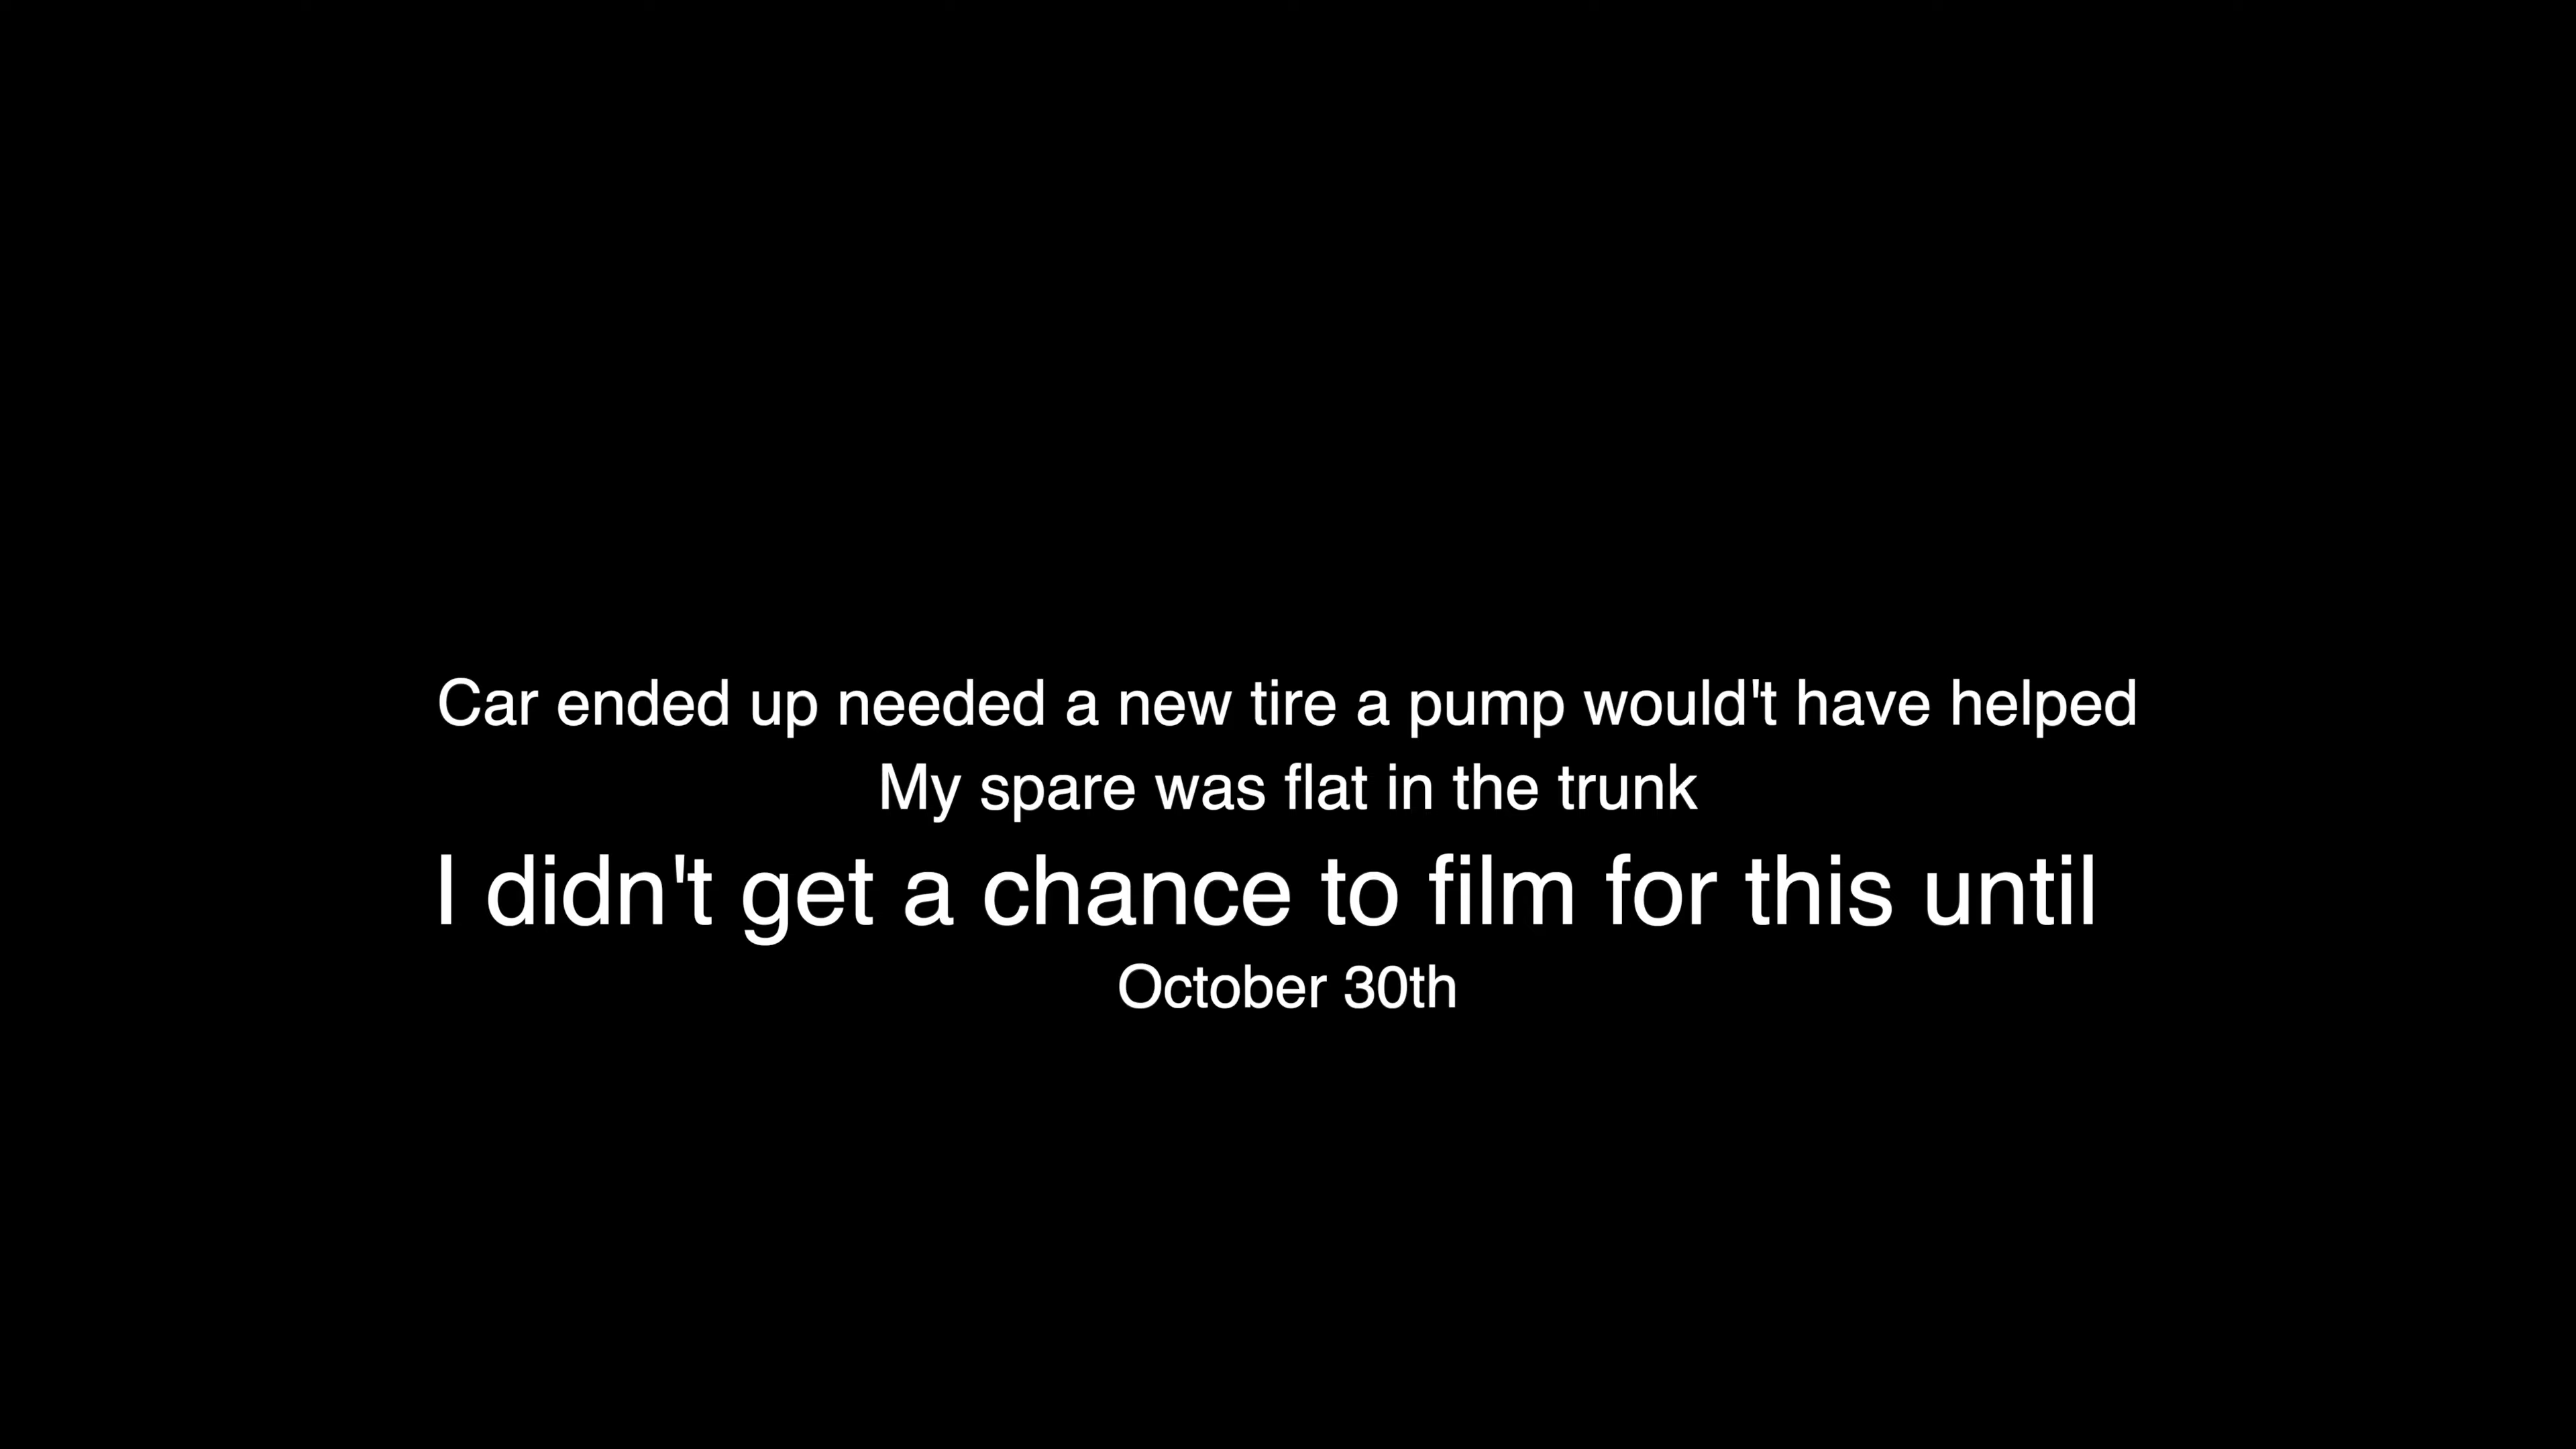 Car ended up needed a new tire a pump would't have helped
My spare was flat in the trunk
I didn't get a chance to film for this until
October 30th